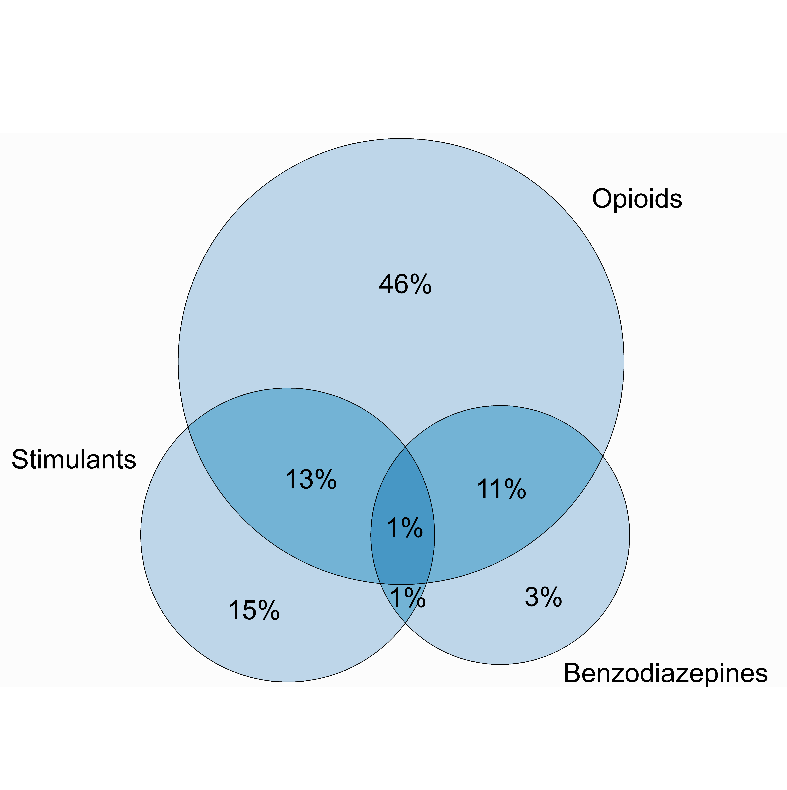 Opioids
46%
Stimulants
13%
11%
1%
1%
3%
15%
Benzodiazepines